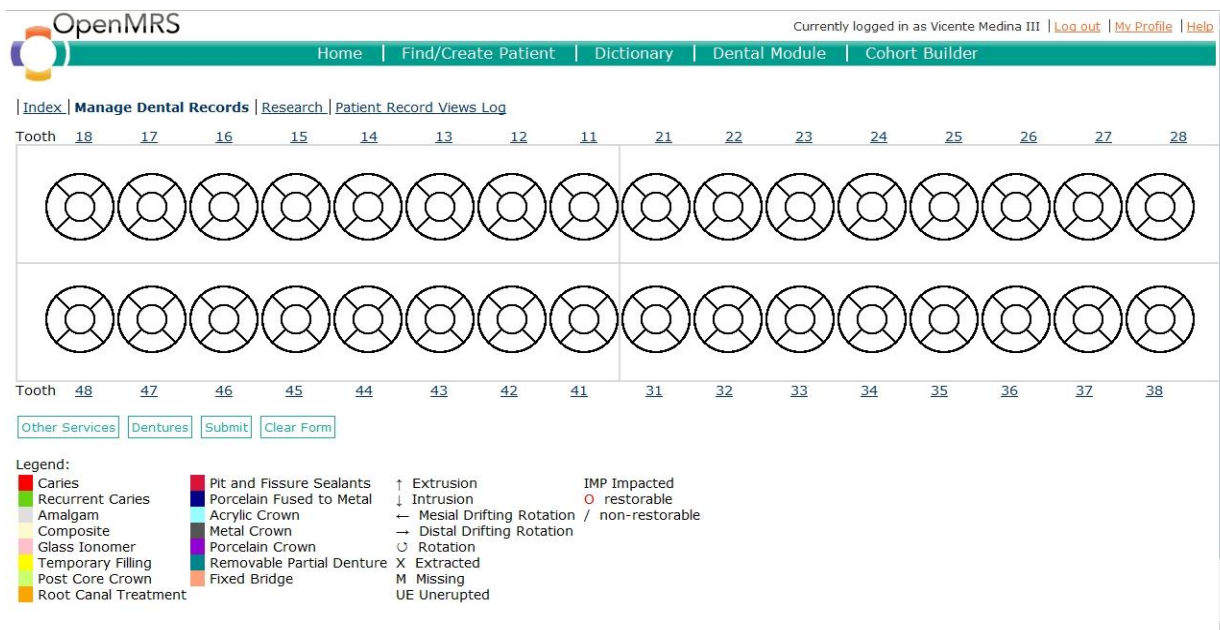 OpenMRS
Currently logged in as Vicente Medina III | Log out | My Profile | Help
Home | Find/Create Patient | Dictionary | Dental Module | Cohort Builder
| Index | Manage Dental Records | Research | Patient Record Views Log
Tooth 18 17 16 15 14 13 12 11 21 22 23 24 25 26 27 28
Tooth 48 47 46 45 44 43 42 41 31 32 33 34 35 36 37 38
Other Services Dentures Submit Clear Form
Legend:
Caries
Recurrent Caries
Amalgam
Composite
Glass Ionomer
Temporary Filling
Post Core Crown
Root Canal Treatment
Pit and Fissure Sealants
Porcelain Fused to Metal
Acrylic Crown
Metal Crown
Porcelain Crown
Removable Partial Denture
Fixed Bridge
↑ Extrusion
↓ Intrusion
← Mesial Drifting Rotation
→ Distal Drifting Rotation
↺ Rotation
X Extracted
M Missing
UE Unerupted
IMP Impacted
O restorable
/ non-restorable